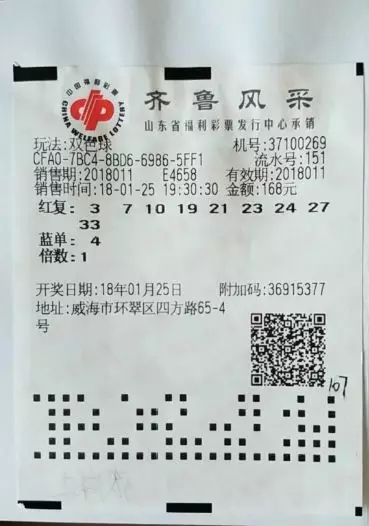 中国福利彩票
CHINA WELFARE LOTTERY
齐鲁风采
山东省福利彩票发行中心承销
玩法:双色球 机号:37100269
CFA0-7BC4-8BD6-6986-5FF1 流水号:151
销售期:2018011 E4658 有效期:2018011
销售时间:18-01-25 19:30:30 金额:168元
红复: 3 7 10 19 21 23 24 27
33
蓝单: 4
倍数:1
开奖日期:18年01月25日 附加码:36915377
地址:威海市环翠区四方路65-4
号
107